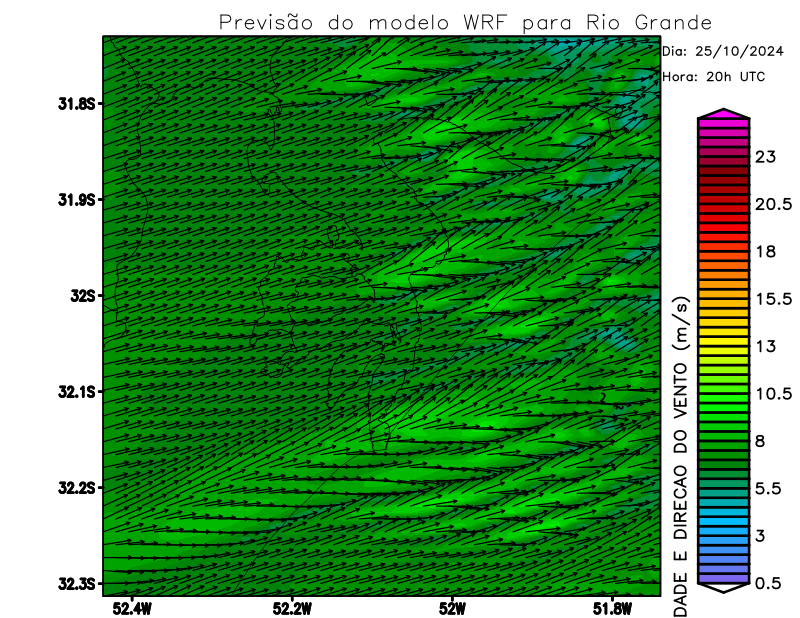 Previsão do modelo WRF para Rio Grande
Dia: 25/10/2024
Hora: 20h UTC
31.8S
31.9S
32S
32.1S
32.2S
32.3S
52.4W
52.2W
52W
51.8W
23
20.5
18
15.5
13
10.5
8
5.5
3
0.5
DADE E DIRECAO DO VENTO (m/s)